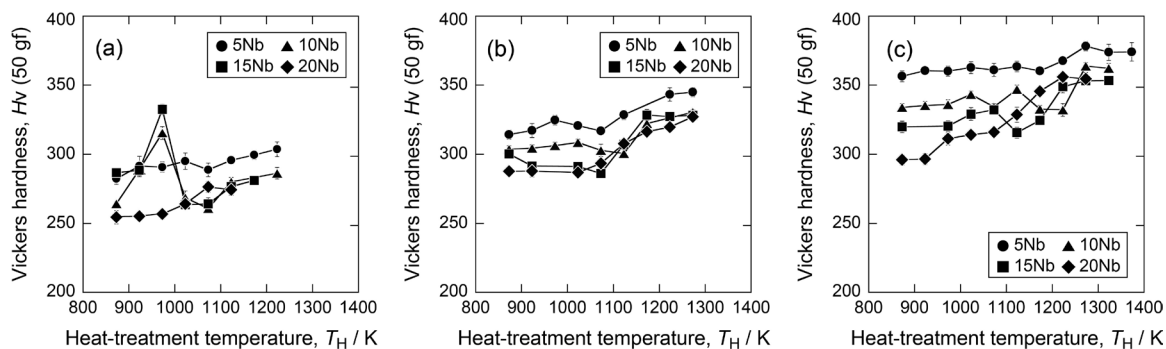 (a)
5Nb 10Nb
15Nb 20Nb
400
350
300
250
200
800 900 1000 1100 1200 1300 1400
Vickers hardness, Hv (50 gf)
Heat-treatment temperature, TH / K
(b)
5Nb 10Nb
15Nb 20Nb
400
350
300
250
200
800 900 1000 1100 1200 1300 1400
Vickers hardness, Hv (50 gf)
Heat-treatment temperature, TH / K
(c)
5Nb 10Nb
15Nb 20Nb
400
350
300
250
200
800 900 1000 1100 1200 1300 1400
Vickers hardness, Hv (50 gf)
Heat-treatment temperature, TH / K